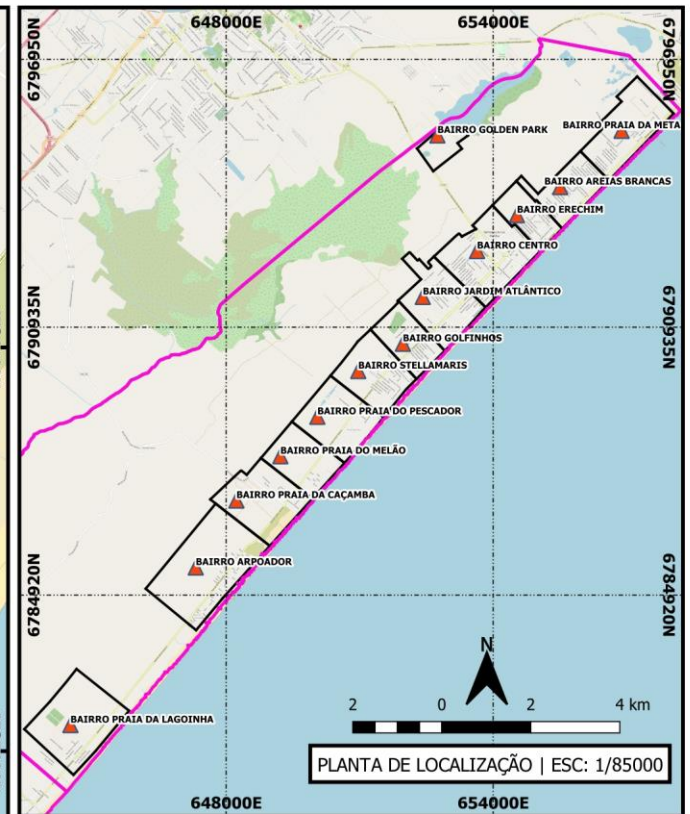 648000E 654000E
6796950N 6796950N
BAIRRO GOLDEN PARK
BAIRRO PRAIA DA META
BAIRRO AREIAS BRANCAS
BAIRRO ERECHIM
BAIRRO CENTRO
BAIRRO JARDIM ATLÂNTICO
6790935N 6790935N
BAIRRO GOLFINHOS
BAIRRO STELLAMARIS
BAIRRO PRAIA DO PESCADOR
BAIRRO PRAIA DO MELÃO
BAIRRO PRAIA DA CAÇAMBA
BAIRRO ARPOADOR
6784920N 6784920N
N
2 0 2 4 km
BAIRRO PRAIA DA LAGOINHA
PLANTA DE LOCALIZAÇÃO | ESC: 1/85000
648000E 654000E